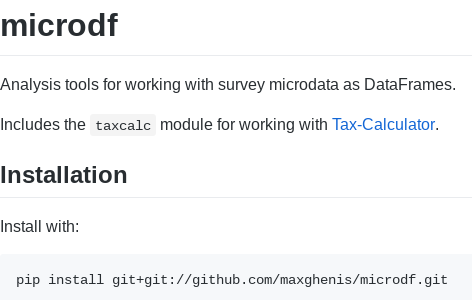 microdf
Analysis tools for working with survey microdata as DataFrames.
Includes the taxcalc module for working with Tax-Calculator.
Installation
Install with:
pip install git+git://github.com/maxghenis/microdf.git